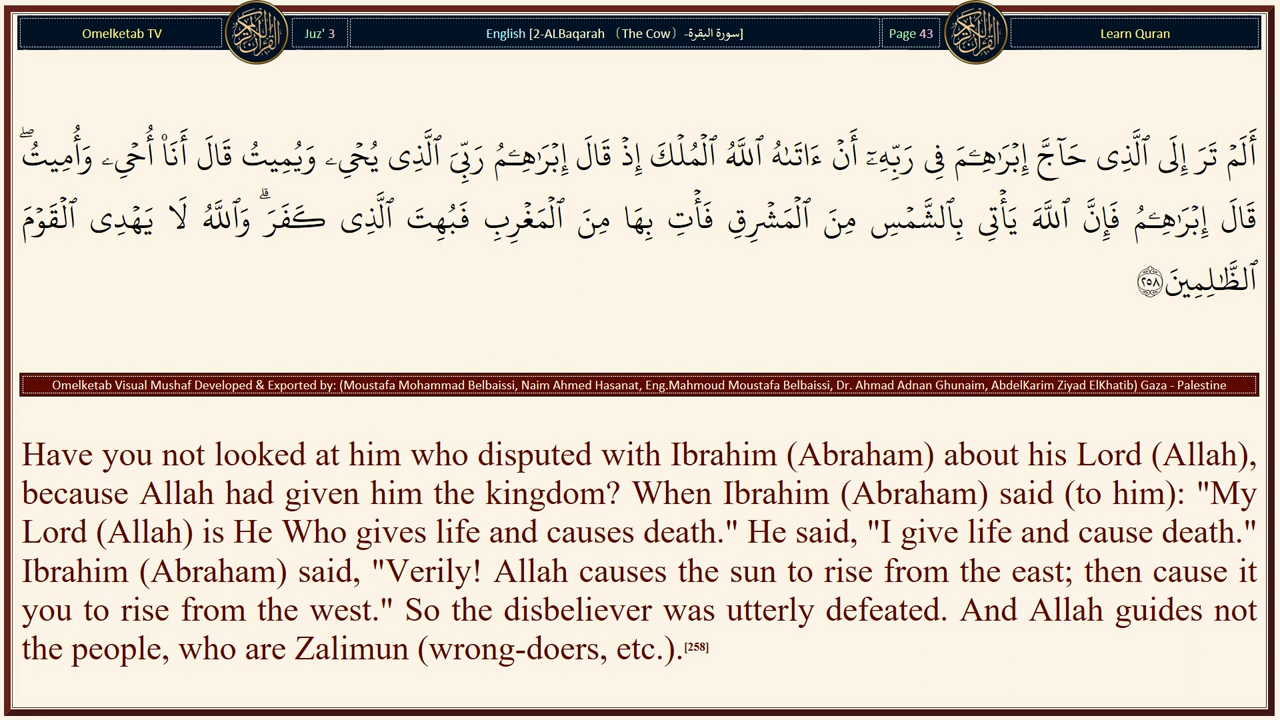 Omelketab TV
Juz' 3
English [2-ALBaqarah （The Cow） -سورة البقرة]
Page 43
Learn Quran
أَلَمۡ تَرَ إِلَى ٱلَّذِى حَآجَّ إِبۡرَٰهِـۧمَ فِى رَبِّهِۦٓ أَنۡ ءَاتَىٰهُ ٱللَّهُ ٱلۡمُلۡكَ إِذۡ قَالَ إِبۡرَٰهِـۧمُ رَبِّىَ ٱلَّذِى يُحۡىِۦ وَيُمِيتُ قَالَ أَنَا۠ أُحۡىِۦ وَأُمِيتُۖ
قَالَ إِبۡرَٰهِـۧمُ فَإِنَّ ٱللَّهَ يَأۡتِى بِٱلشَّمۡسِ مِنَ ٱلۡمَشۡرِقِ فَأۡتِ بِهَا مِنَ ٱلۡمَغۡرِبِ فَبُهِتَ ٱلَّذِى كَفَرَۗ وَٱللَّهُ لَا يَهۡدِى ٱلۡقَوۡمَ
ٱلظَّـٰلِمِينَ ٢٥٨
Omelketab Visual Mushaf Developed & Exported by: (Moustafa Mohammad Belbaissi, Naim Ahmed Hasanat, Eng.Mahmoud Moustafa Belbaissi, Dr. Ahmad Adnan Ghunaim, AbdelKarim Ziyad ElKhatib) Gaza - Palestine
Have you not looked at him who disputed with Ibrahim (Abraham) about his Lord (Allah),
because Allah had given him the kingdom? When Ibrahim (Abraham) said (to him): "My
Lord (Allah) is He Who gives life and causes death." He said, "I give life and cause death."
Ibrahim (Abraham) said, "Verily! Allah causes the sun to rise from the east; then cause it
you to rise from the west." So the disbeliever was utterly defeated. And Allah guides not
the people, who are Zalimun (wrong-doers, etc.).[258]